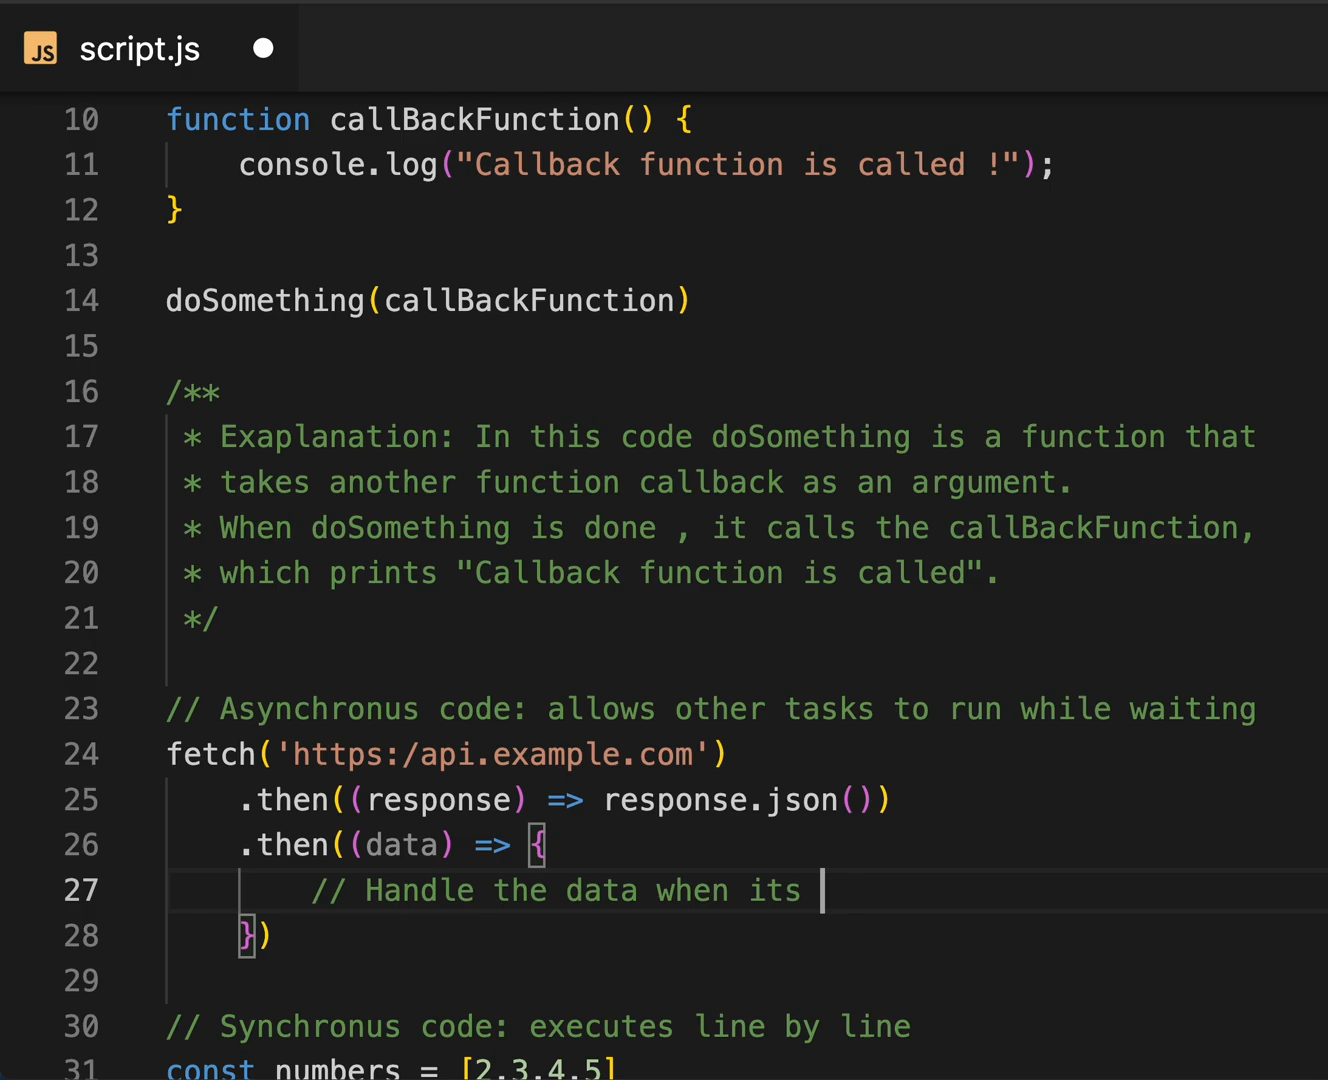 JS script.js
10 function callBackFunction() {
11 console.log("Callback function is called !");
12 }
13
14 doSomething(callBackFunction)
15
16 /**
17 * Exaplanation: In this code doSomething is a function that
18 * takes another function callback as an argument.
19 * When doSomething is done , it calls the callBackFunction,
20 * which prints "Callback function is called".
21 */
22
23 // Asynchronus code: allows other tasks to run while waiting
24 fetch('https:/api.example.com')
25 .then((response) => response.json())
26 .then((data) => {
27 // Handle the data when its
28 })
29
30 // Synchronus code: executes line by line
31 const numbers = [2,3,4,5]